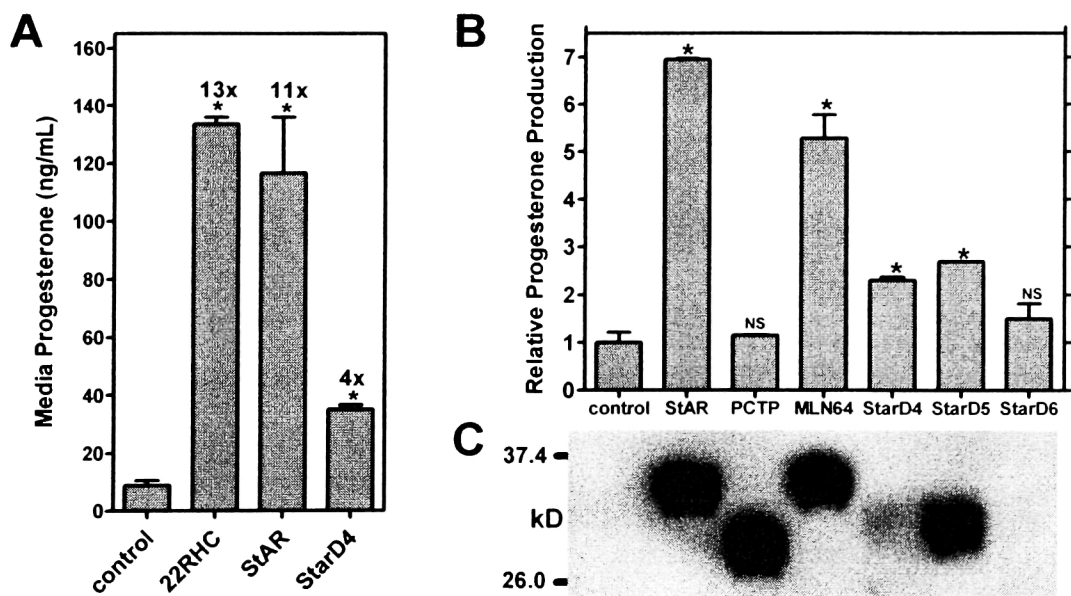 A
Media Progesterone (ng/mL)
160
140
120
100
80
60
40
20
0
13x
*
11x
*
4x
*
control
22RHC
StAR
StarD4
B
Relative Progesterone Production
7
6
5
4
3
2
1
0
*
NS
*
*
*
NS
control
StAR
PCTP
MLN64
StarD4
StarD5
StarD6
C
37.4
kD
26.0